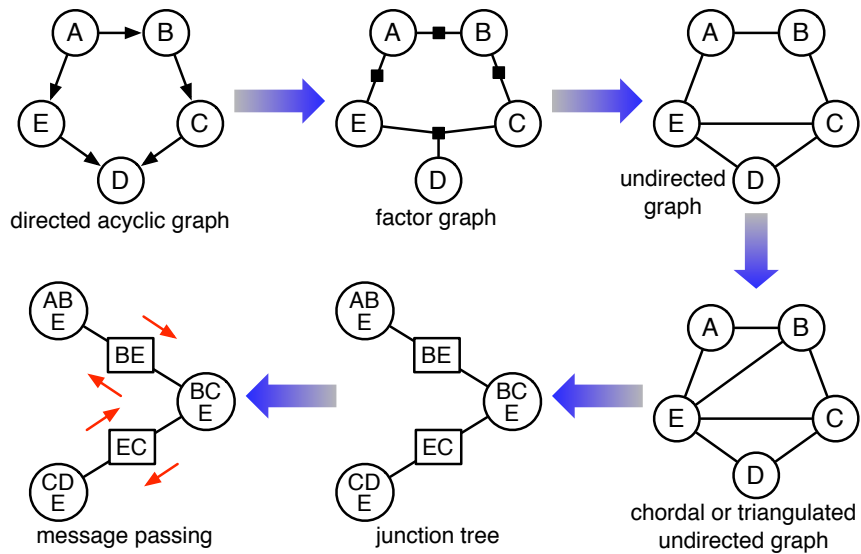 A
B
E
C
D
directed acyclic graph
A
B
E
C
D
factor graph
A
B
E
C
D
undirected
graph
A
B
E
C
D
chordal or triangulated
undirected graph
AB
E
BE
BC
E
EC
CD
E
junction tree
AB
E
BE
BC
E
EC
CD
E
message passing